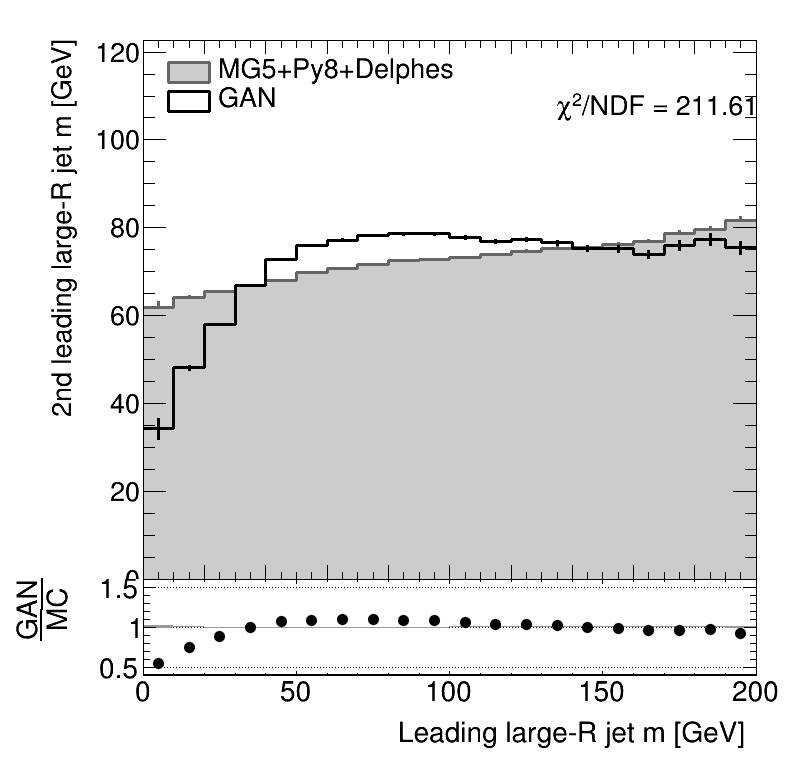 120
100
80
60
40
20
0
2nd leading large-R jet m [GeV]
MG5+Py8+Delphes
GAN
χ²/NDF = 211.61
1.5
1
0.5
GAN
MC
0 50 100 150 200
Leading large-R jet m [GeV]